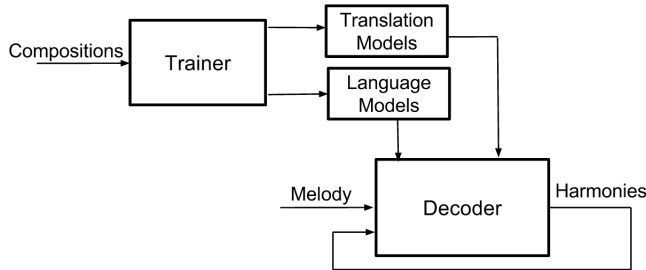 Compositions
Trainer
Translation
Models
Language
Models
Melody
Decoder
Harmonies